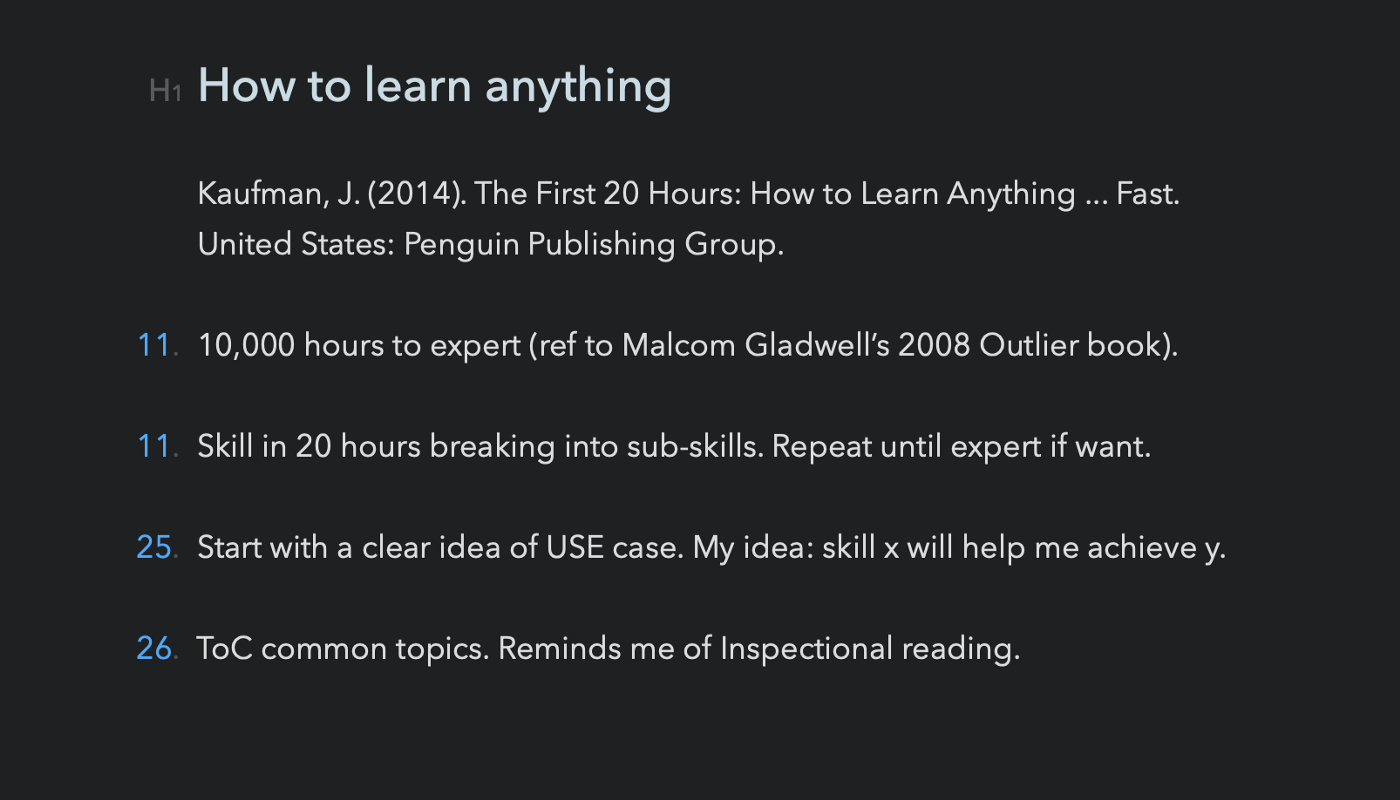 H1 How to learn anything
Kaufman, J. (2014). The First 20 Hours: How to Learn Anything ... Fast.
United States: Penguin Publishing Group.
11. 10,000 hours to expert (ref to Malcom Gladwell’s 2008 Outlier book).
11. Skill in 20 hours breaking into sub-skills. Repeat until expert if want.
25. Start with a clear idea of USE case. My idea: skill x will help me achieve y.
26. ToC common topics. Reminds me of Inspectional reading.